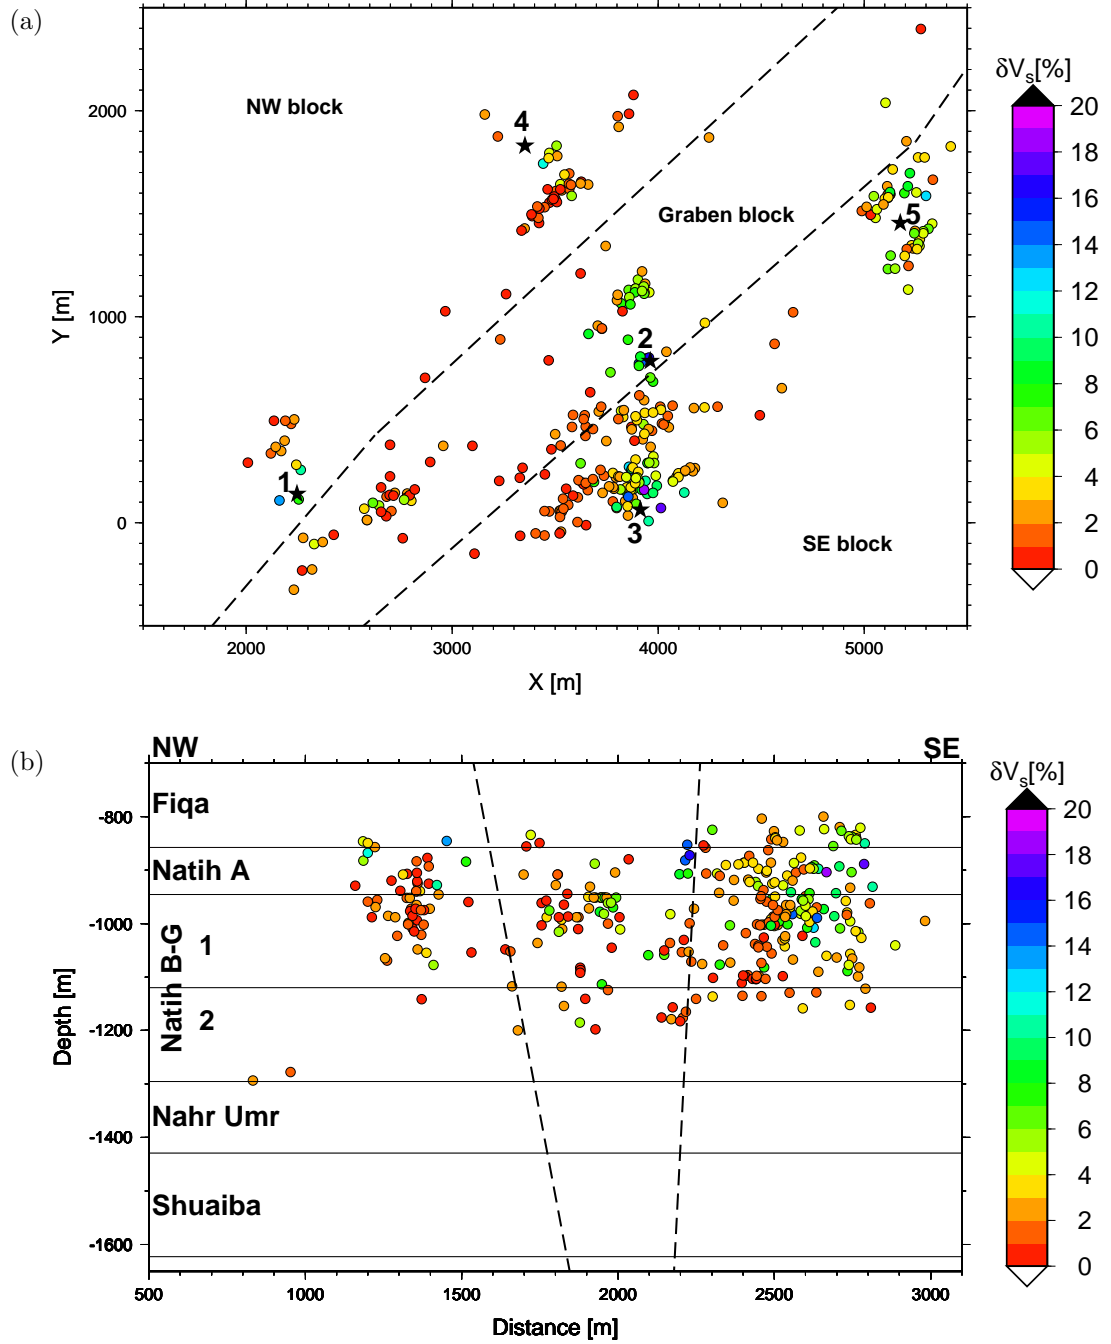 (a)
NW block
Graben block
SE block
1
2
3
4
5
2000
1000
0
Y [m]
2000
3000
4000
5000
X [m]
δVs[%]
20
18
16
14
12
10
8
6
4
2
0
(b)
NW
SE
Fiqa
Natih A
Natih B-G
1
2
Nahr Umr
Shuaiba
-800
-1000
-1200
-1400
-1600
Depth [m]
500
1000
1500
2000
2500
3000
Distance [m]
δVs[%]
20
18
16
14
12
10
8
6
4
2
0